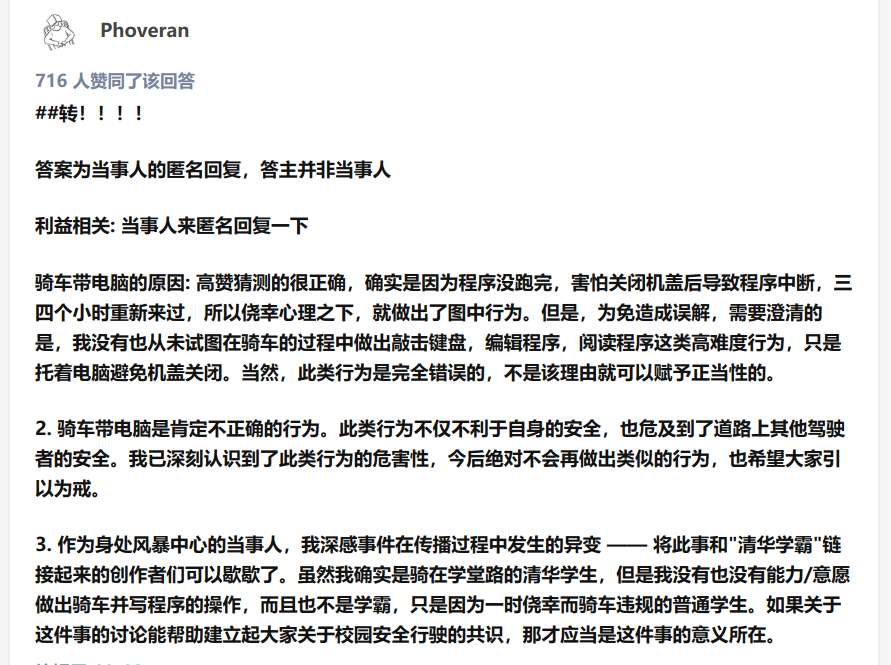 Phoveran
716 人赞同了该回答
##转！！！！
答案为当事人的匿名回复，答主并非当事人
利益相关: 当事人来匿名回复一下
骑车带电脑的原因: 高赞猜测的很正确，确实是因为程序没跑完，害怕关闭机盖后导致程序中断，三
四个小时重新来过，所以侥幸心理之下，就做出了图中行为。但是，为免造成误解，需要澄清的
是，我没有也从未试图在骑车的过程中做出敲击键盘，编辑程序，阅读程序这类高难度行为，只是
托着电脑避免机盖关闭。当然，此类行为是完全错误的，不是该理由就可以赋予正当性的。
2. 骑车带电脑是肯定不正确的行为。此类行为不仅不利于自身的安全，也危及到了道路上其他驾驶
者的安全。我已深刻认识到了此类行为的危害性，今后绝对不会再做出类似的行为，也希望大家引
以为戒。
3. 作为身处风暴中心的当事人，我深感事件在传播过程中发生的异变 —— 将此事和"清华学霸"链
接起来的创作者们可以歇歇了。虽然我确实是骑在学堂路的清华学生，但是我没有也没有能力/意愿
做出骑车并写程序的操作，而且也不是学霸，只是因为一时侥幸而骑车违规的普通学生。如果关于
这件事的讨论能帮助建立起大家关于校园安全行驶的共识，那才应当是这件事的意义所在。